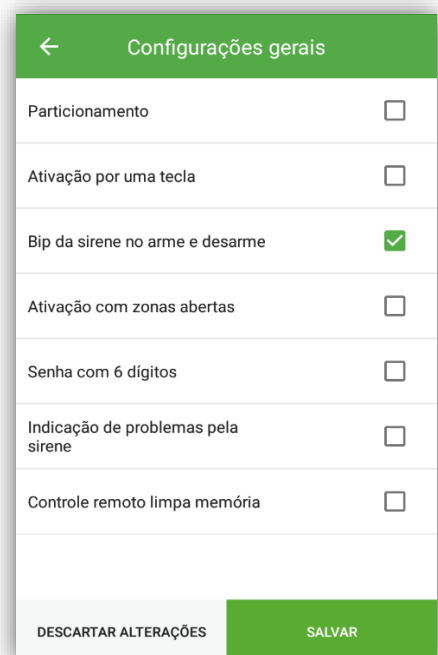 Configurações gerais
Particionamento
Ativação por uma tecla
Bip da sirene no arme e desarme
Ativação com zonas abertas
Senha com 6 dígitos
Indicação de problemas pela
sirene
Controle remoto limpa memória
DESCARTAR ALTERAÇÕES
SALVAR